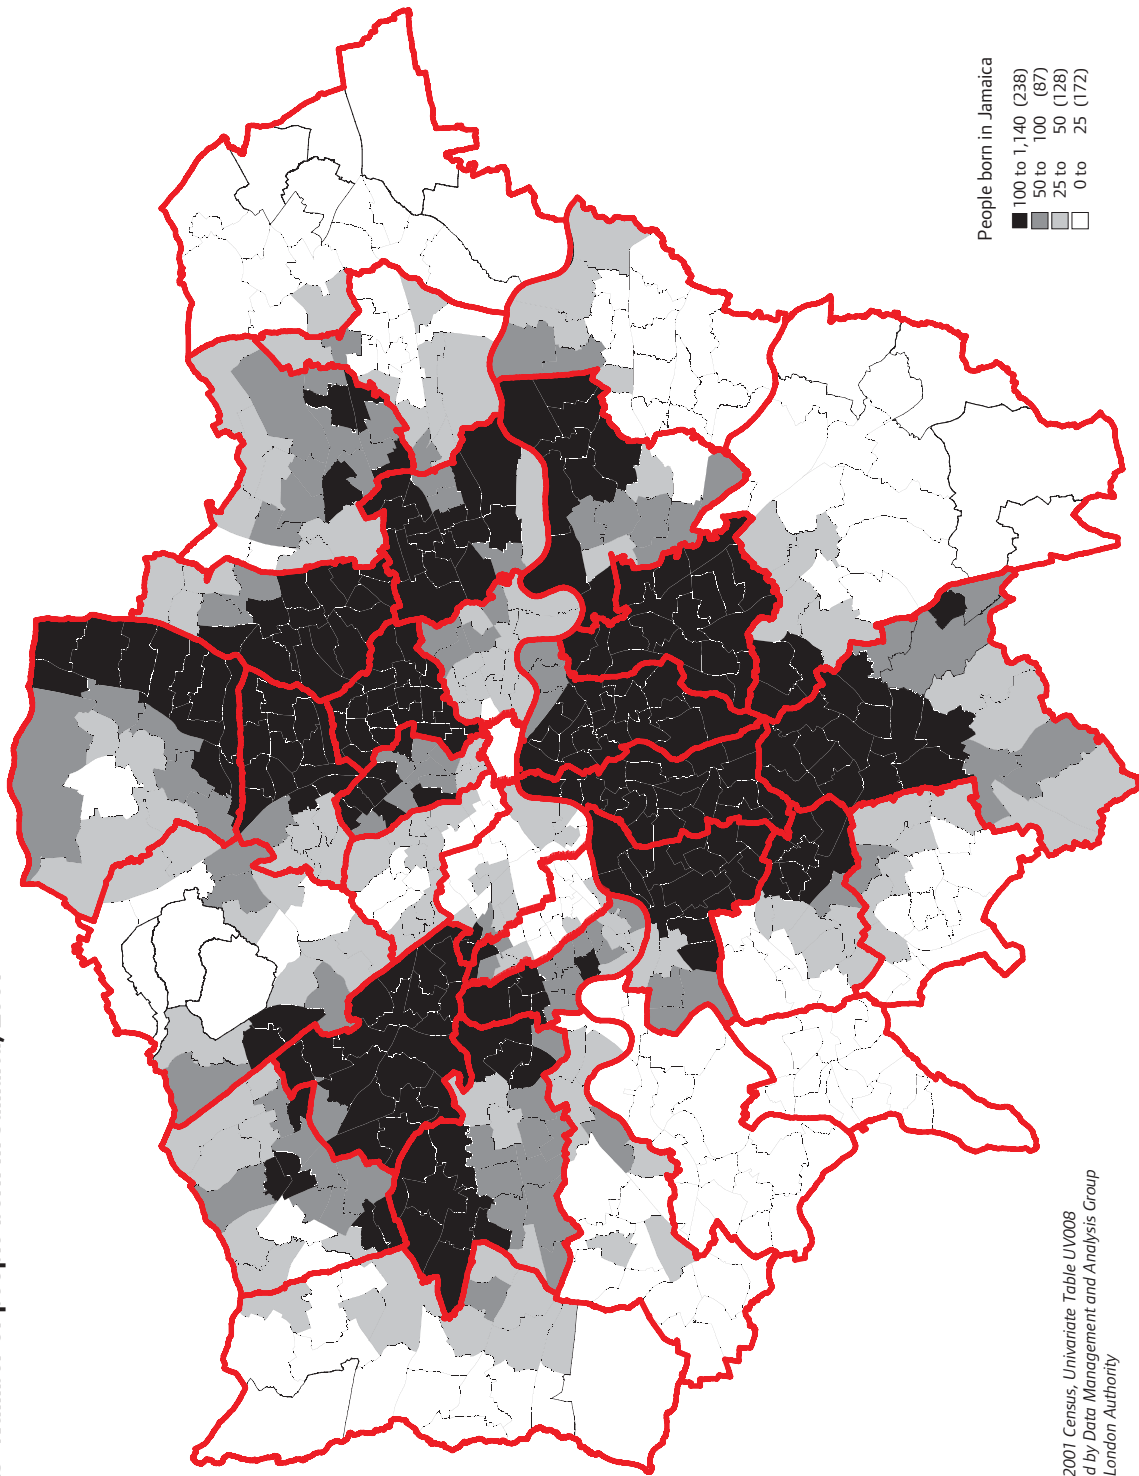 People born in Jamaica
100 to 1,140 (238)
50 to 100 (87)
25 to 50 (128)
0 to 25 (172)
2001 Census, Univariate Table UV008
d by Data Management and Analysis Group
London Authority